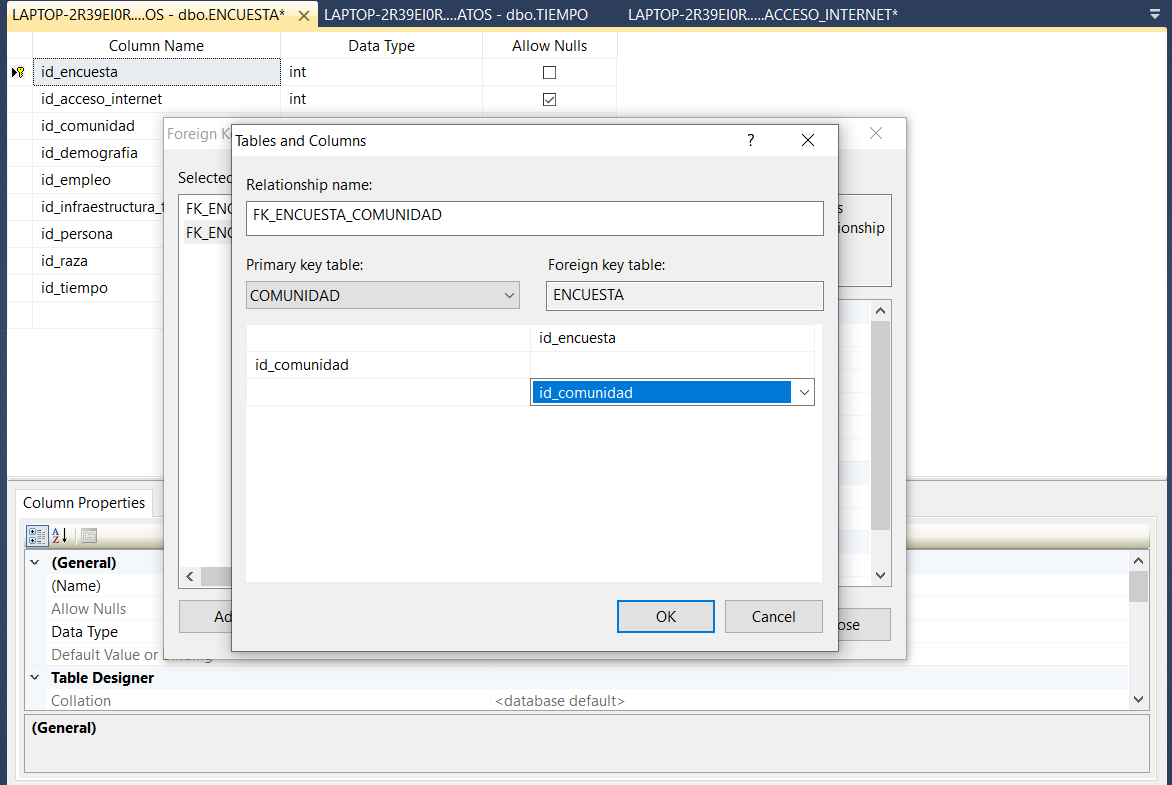 LAPTOP-2R39EI0R....OS - dbo.ENCUESTA* LAPTOP-2R39EI0R....ATOS - dbo.TIEMPO LAPTOP-2R39EI0R.....ACCESO_INTERNET*
Column Name Data Type Allow Nulls
id_encuesta int
id_acceso_internet int
id_comunidad
id_demografia
id_empleo
id_infraestructura_t
id_persona
id_raza
id_tiempo
Foreign K
Selected
FK_ENC
FK_ENC
s
ionship
Ad
ose
Tables and Columns ?
Relationship name:
FK_ENCUESTA_COMUNIDAD
Primary key table: Foreign key table:
COMUNIDAD ENCUESTA
id_encuesta
id_comunidad
id_comunidad
OK Cancel
Column Properties
(General)
(Name)
Allow Nulls
Data Type
Default Value or Binding
Table Designer
Collation <database default>
(General)